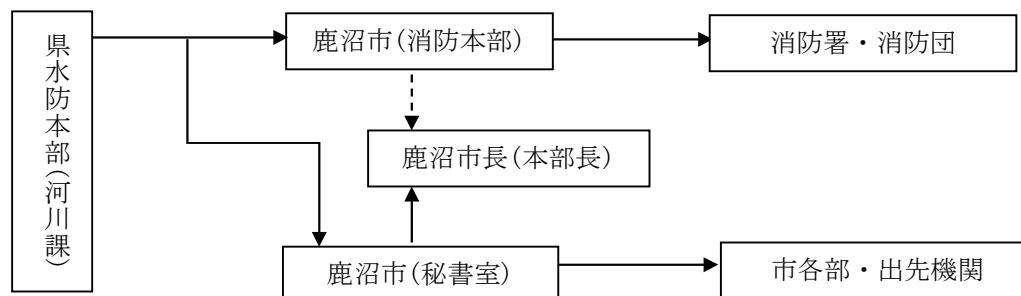 県水防本部(河川課)
鹿沼市(消防本部)
消防署・消防団
鹿沼市長(本部長)
鹿沼市(秘書室)
市各部・出先機関